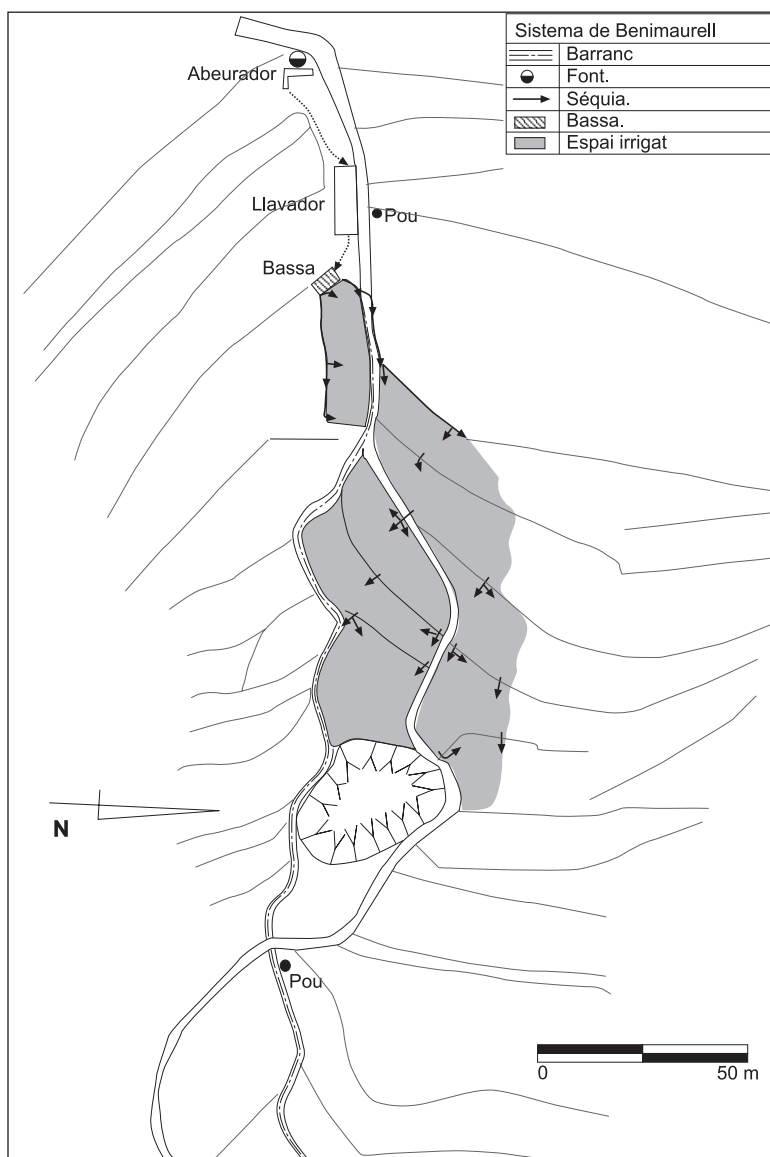 Sistema de Benimaurell
Barranc
Font.
Séquia.
Bassa.
Espai irrigat
Abeurador
Llavador
Pou
Bassa
N
Pou
0 50 m